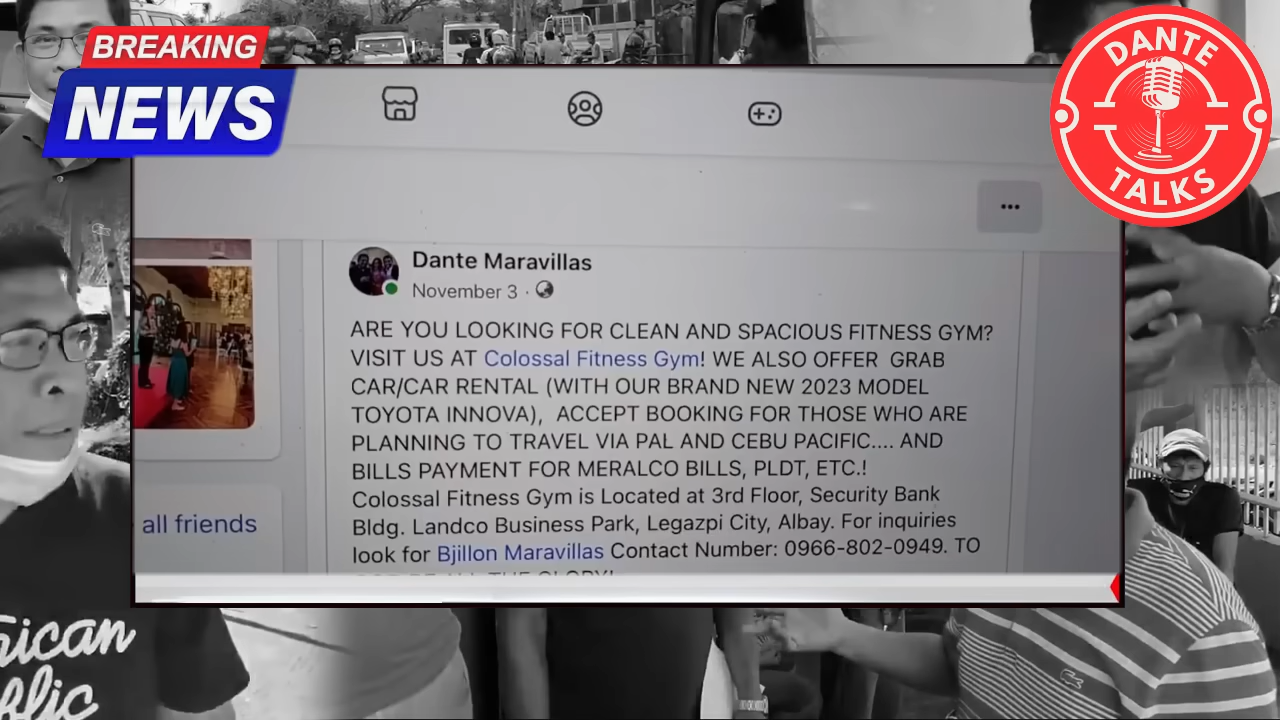 BREAKING
NEWS
DANTE
TALKS
Dante Maravillas
November 3 ·
ARE YOU LOOKING FOR CLEAN AND SPACIOUS FITNESS GYM?
VISIT US AT Colossal Fitness Gym! WE ALSO OFFER  GRAB
CAR/CAR RENTAL (WITH OUR BRAND NEW 2023 MODEL
TOYOTA INNOVA),  ACCEPT BOOKING FOR THOSE WHO ARE
PLANNING TO TRAVEL VIA PAL AND CEBU PACIFIC.... AND
BILLS PAYMENT FOR MERALCO BILLS, PLDT, ETC.!
Colossal Fitness Gym is Located at 3rd Floor, Security Bank
Bldg. Landco Business Park, Legazpi City, Albay. For inquiries
look for Bjillon Maravillas Contact Number: 0966-802-0949. TO
all friends